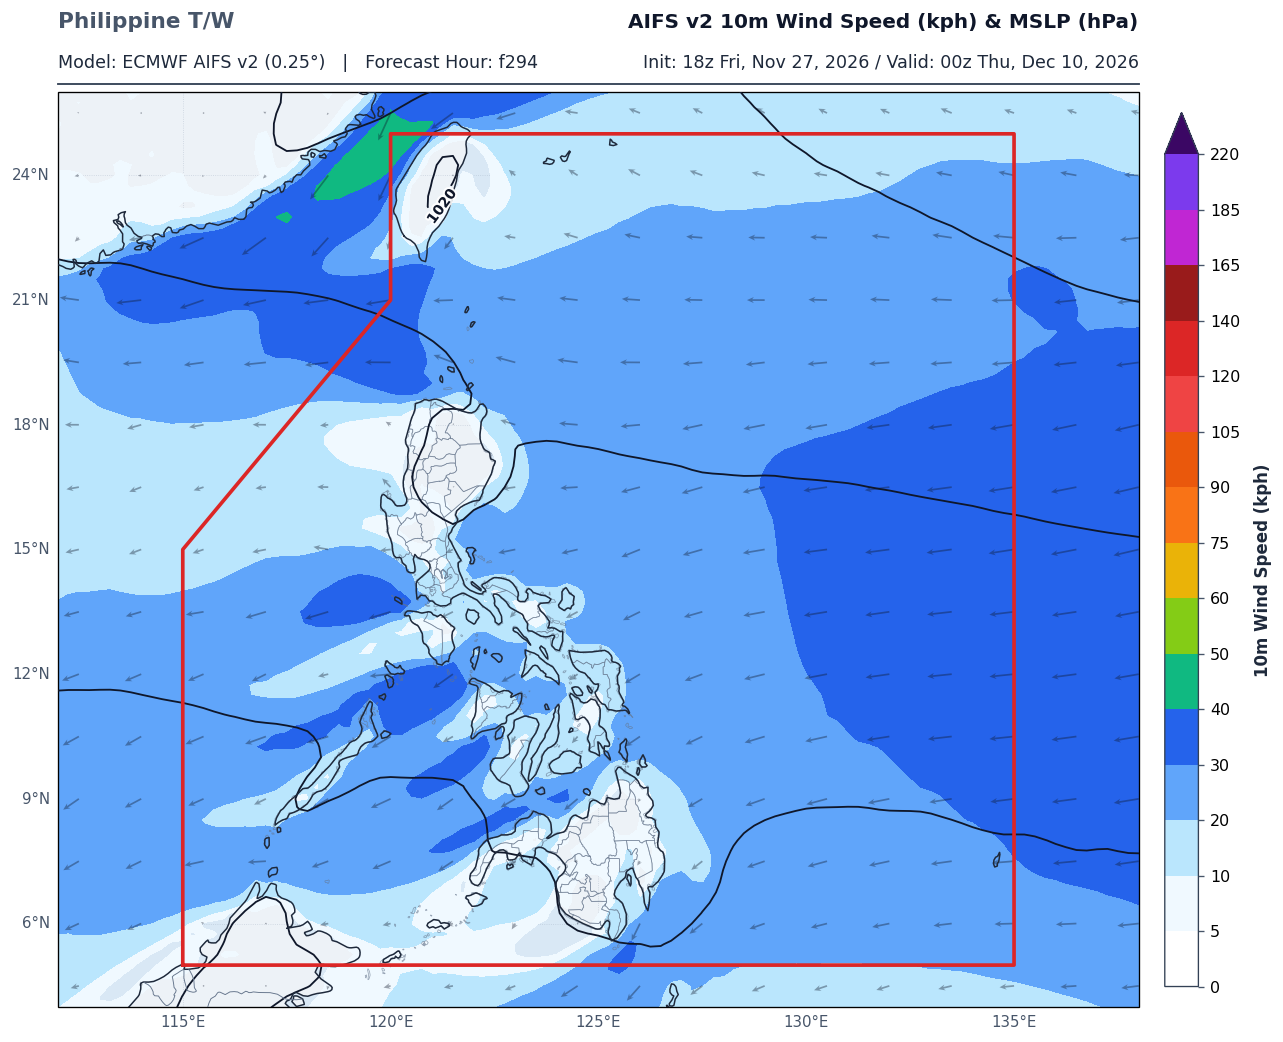 Philippine T/W
AIFS v2 10m Wind Speed (kph) & MSLP (hPa)
Model: ECMWF AIFS v2 (0.25°) | Forecast Hour: f294
Init: 18z Fri, Nov 27, 2026 / Valid: 00z Thu, Dec 10, 2026
24°N
21°N
18°N
15°N
12°N
9°N
6°N
1020
115°E
120°E
125°E
130°E
135°E
220
185
165
140
120
105
90
75
60
50
40
30
20
10
5
0
10m Wind Speed (kph)